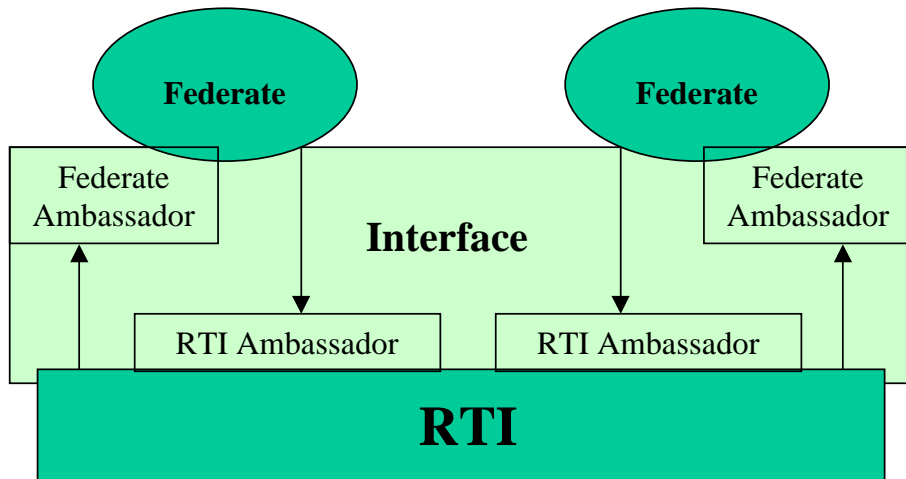 Federate
Federate
Federate
Ambassador
Federate
Ambassador
Interface
RTI Ambassador
RTI Ambassador
RTI